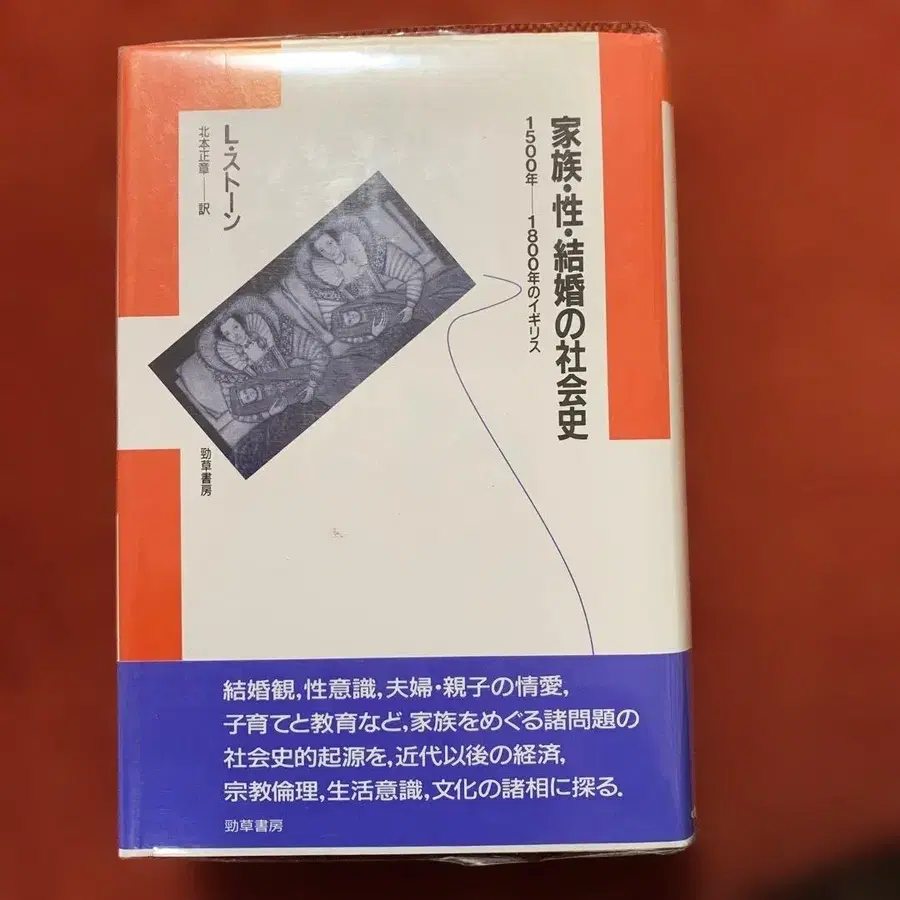 家族・性・結婚の社会史
1500年──1800年のイギリス
L・ストーン
北本正章──訳
勁草書房
結婚観,性意識,夫婦・親子の情愛,
子育てと教育など,家族をめぐる諸問題の
社会史的起源を,近代以後の経済,
宗教倫理,生活意識,文化の諸相に探る.
勁草書房